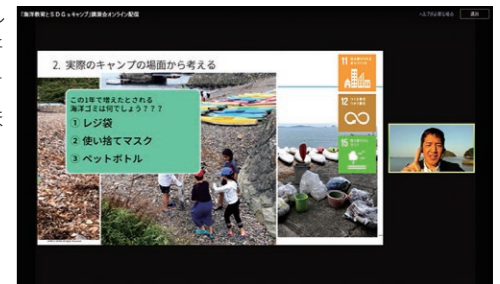 「海洋教育とSDGsキャンプ」講演会オンライン配信
退出
2. 実際のキャンプの場面から考える
この1年で増えたとされる
海洋ゴミは何でしょう???
① レジ袋
② 使い捨てマスク
③ ペットボトル
11
12
15